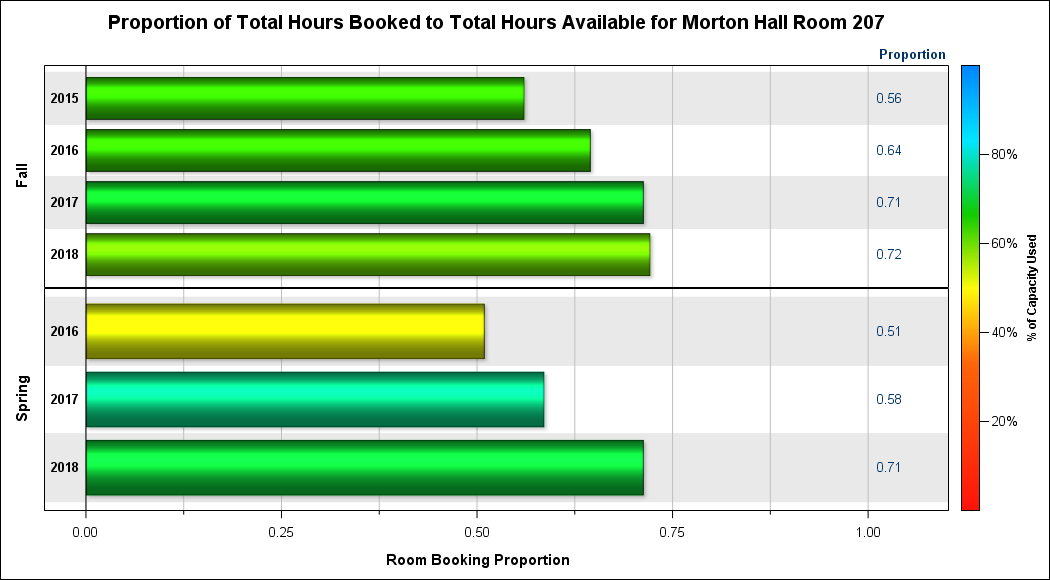 Proportion of Total Hours Booked to Total Hours Available for Morton Hall Room 207
Proportion
Fall
2015 0.56
2016 0.64
2017 0.71
2018 0.72
Spring
2016 0.51
2017 0.58
2018 0.71
0.00 0.25 0.50 0.75 1.00
Room Booking Proportion
80%
60%
40%
20%
% of Capacity Used